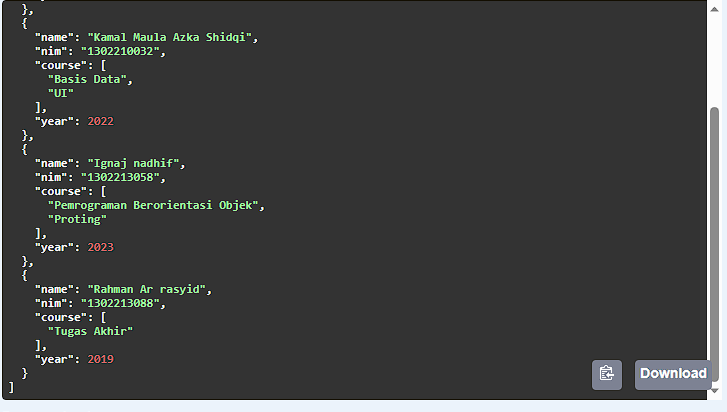 },
{
"name": "Kamal Maula Azka Shidqi",
"nim": "1302210032",
"course": [
"Basis Data",
"UI"
],
"year": 2022
},
{
"name": "Ignaj nadhif",
"nim": "1302213058",
"course": [
"Pemrograman Berorientasi Objek",
"Proting"
],
"year": 2023
},
{
"name": "Rahman Ar rasyid",
"nim": "1302213088",
"course": [
"Tugas Akhir"
],
"year": 2019
}
]
Download